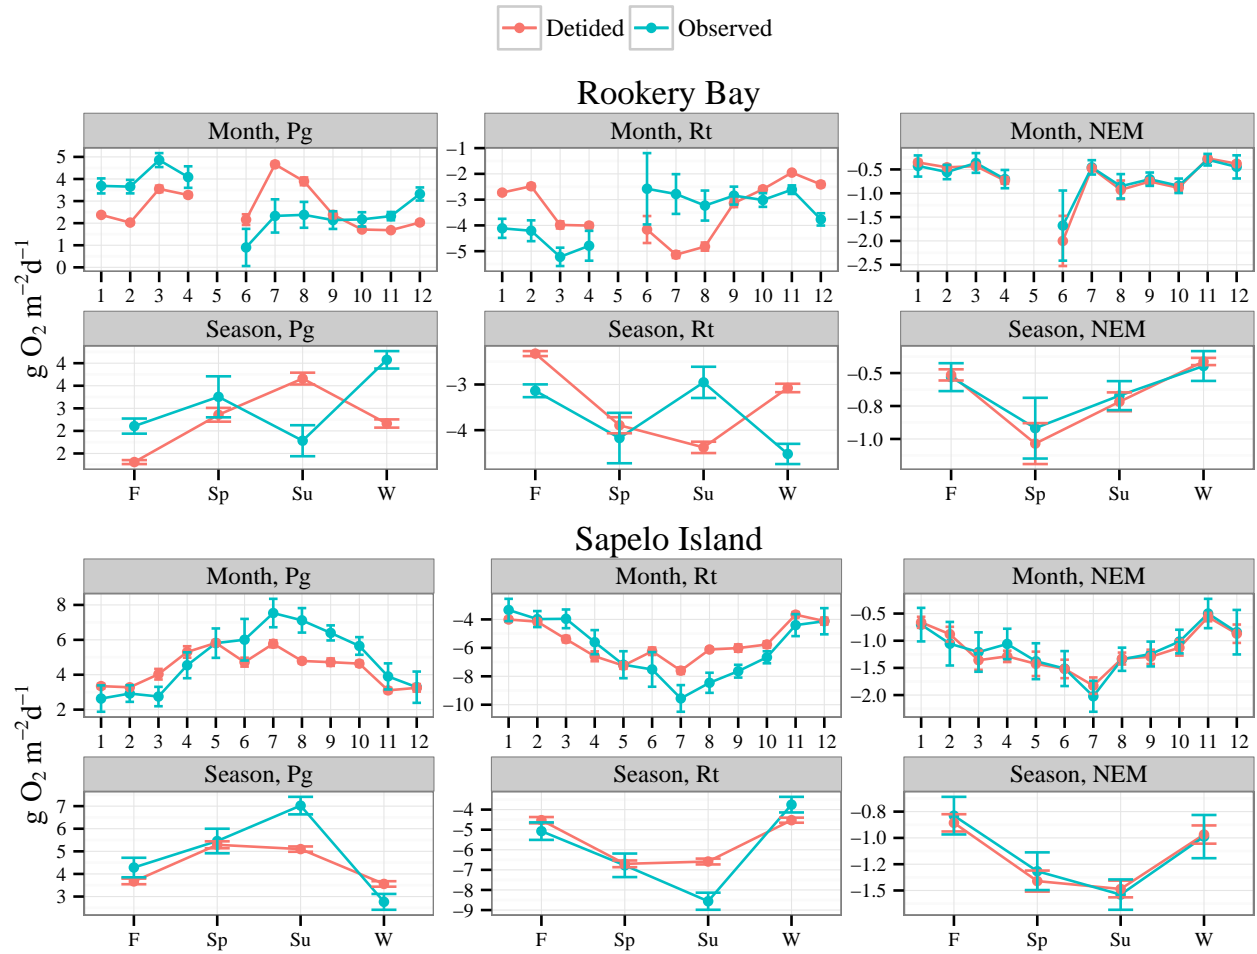 Detided Observed
Rookery Bay
Month, Pg Month, Rt Month, NEM
5 4 3 2 1 0
−1 −2 −3 −4 −5
−0.5 −1.0 −1.5 −2.0 −2.5
1 2 3 4 5 6 7 8 9 10 11 12
1 2 3 4 5 6 7 8 9 10 11 12
1 2 3 4 5 6 7 8 9 10 11 12
g O₂ m⁻²d⁻¹
Season, Pg Season, Rt Season, NEM
4 4 3 2 2
−3 −4
−0.5 −0.8 −1.0
F Sp Su W
F Sp Su W
F Sp Su W
Sapelo Island
Month, Pg Month, Rt Month, NEM
8 6 4 2
−4 −6 −8 −10
−0.5 −1.0 −1.5 −2.0
1 2 3 4 5 6 7 8 9 10 11 12
1 2 3 4 5 6 7 8 9 10 11 12
1 2 3 4 5 6 7 8 9 10 11 12
g O₂ m⁻²d⁻¹
Season, Pg Season, Rt Season, NEM
7 6 5 4 3
−4 −5 −6 −7 −8 −9
−0.8 −1.0 −1.2 −1.5
F Sp Su W
F Sp Su W
F Sp Su W